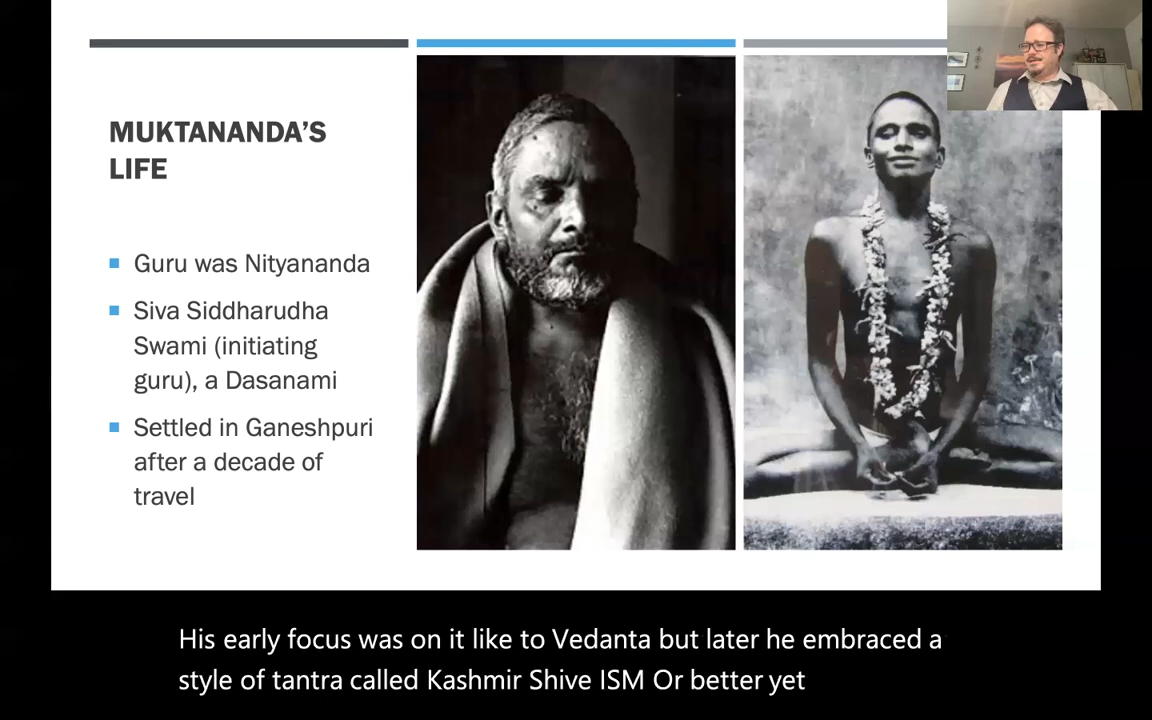 MUKTANANDA'S
LIFE
Guru was Nityananda
Siva Siddharudha
Swami (initiating
guru), a Dasanami
Settled in Ganeshpuri
after a decade of
travel
His early focus was on it like to Vedanta but later he embraced a
style of tantra called Kashmir Shive ISM Or better yet